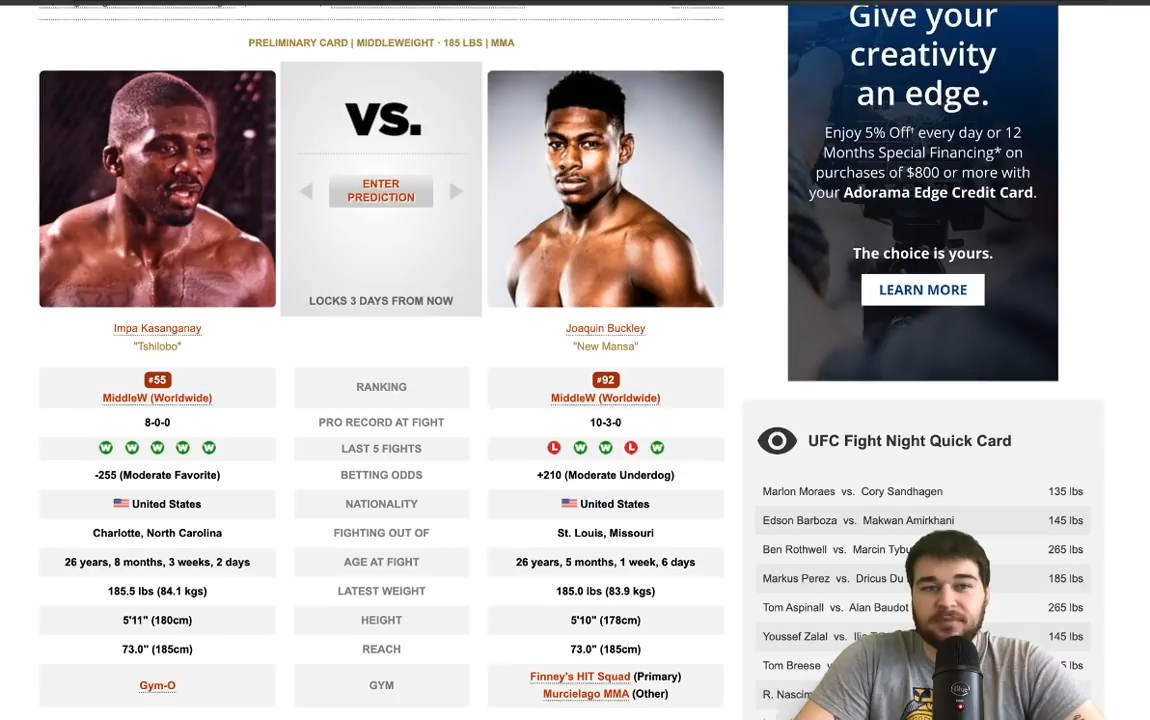 PRELIMINARY CARD | MIDDLEWEIGHT · 185 LBS | MMA
VS.
ENTER
PREDICTION
LOCKS 3 DAYS FROM NOW
Impa Kasanganay
"Tshilobo"
Joaquin Buckley
"New Mansa"
#55
MiddleW (Worldwide)
RANKING
#92
MiddleW (Worldwide)
8-0-0 PRO RECORD AT FIGHT 10-3-0
W W W W W LAST 5 FIGHTS L W W L W
-255 (Moderate Favorite) BETTING ODDS +210 (Moderate Underdog)
United States NATIONALITY United States
Charlotte, North Carolina FIGHTING OUT OF St. Louis, Missouri
26 years, 8 months, 3 weeks, 2 days AGE AT FIGHT 26 years, 5 months, 1 week, 6 days
185.5 lbs (84.1 kgs) LATEST WEIGHT 185.0 lbs (83.9 kgs)
5'11" (180cm) HEIGHT 5'10" (178cm)
73.0" (185cm) REACH 73.0" (185cm)
Gym-O GYM Finney's HIT Squad (Primary)
Murcielago MMA (Other)
Give your
creativity
an edge.
Enjoy 5% Off† every day or 12
Months Special Financing* on
purchases of $800 or more with
your Adorama Edge Credit Card.
The choice is yours.
LEARN MORE
UFC Fight Night Quick Card
Marlon Moraes vs. Cory Sandhagen 135 lbs
Edson Barboza vs. Makwan Amirkhani 145 lbs
Ben Rothwell vs. Marcin Tybu 265 lbs
Markus Perez vs. Dricus Du 185 lbs
Tom Aspinall vs. Alan Baudot 265 lbs
Youssef Zalal vs. 145 lbs
Tom Breese 5 lbs
R. Nascim
Blue